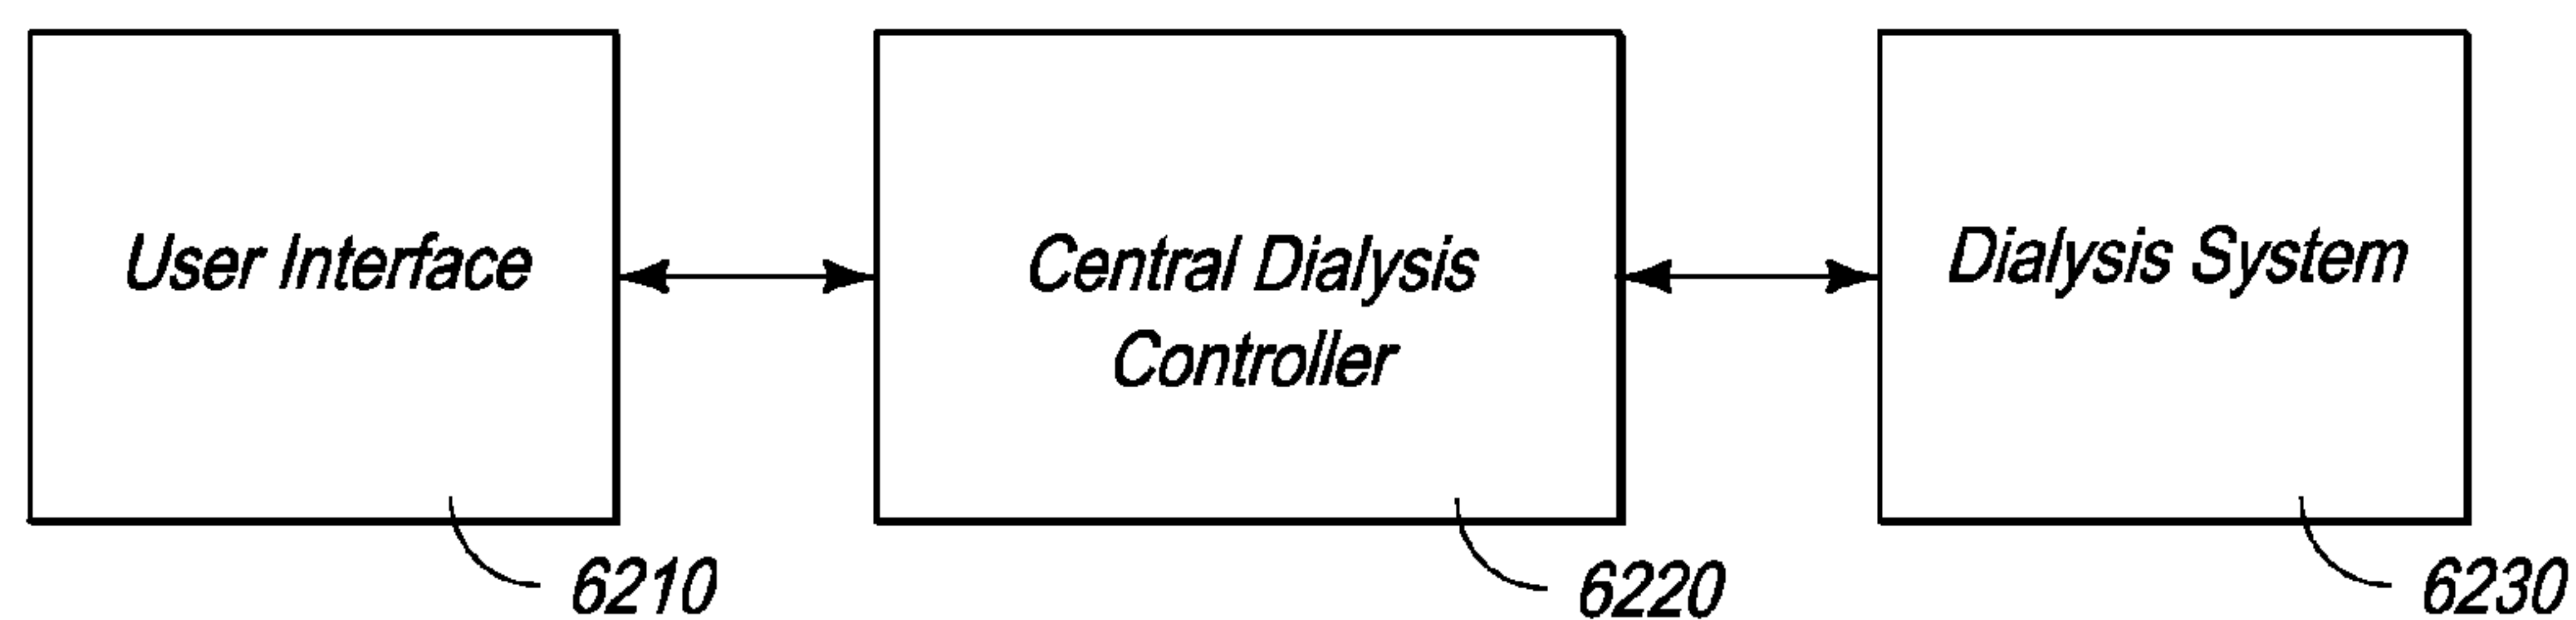 User Interface
Central Dialysis
Controller
Dialysis System
6210
6220
6230